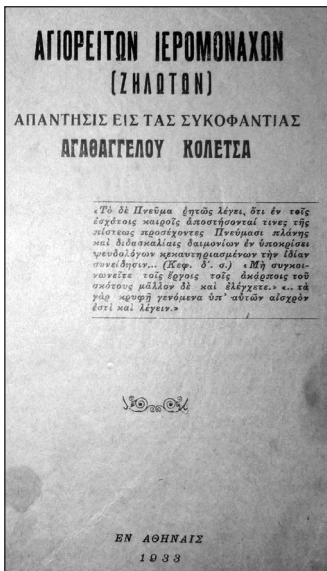 ΑΓΙΟΡΕΙΤΩΝ ΙΕΡΟΜΟΝΑΧΩΝ
(ΖΗΛΩΤΩΝ)
ΑΠΑΝΤΗΣΙΣ ΕΙΣ ΤΑΣ ΣΥΚΟΦΑΝΤΙΑΣ
ΑΓΑΘΑΓΓΕΛΟΥ ΚΟΛΕΤΣΑ
«Τὸ δὲ Πνεῦμα ῥητῶς λέγει, ὅτι ἐν τοῖς
ἐσχάτοις καιροῖς ἀποστήσονταί τινες τῆς
πίστεως προσέχοντες Πνεύμασι πλάνης
καὶ διδασκαλίαις δαιμονίων ἐν ὑποκρίσει
ψευδολόγων κεκαυτηριασμένων τὴν ἰδίαν
συνείδησιν... (Κεφ. δ΄. σ.) «Μὴ συγκοι-
νωνεῖτε τοῖς ἔργοις τοῖς ἀκάρποις τοῦ
σκότους μᾶλλον δὲ καὶ ἐλέγχετε.» «.. τὰ
γὰρ κρυφῆ γενόμενα ὑπ᾽ αὐτῶν αἰσχρόν
ἐστὶ καὶ λέγειν.»
ΕΝ ΑΘΗΝΑΙΣ
1933